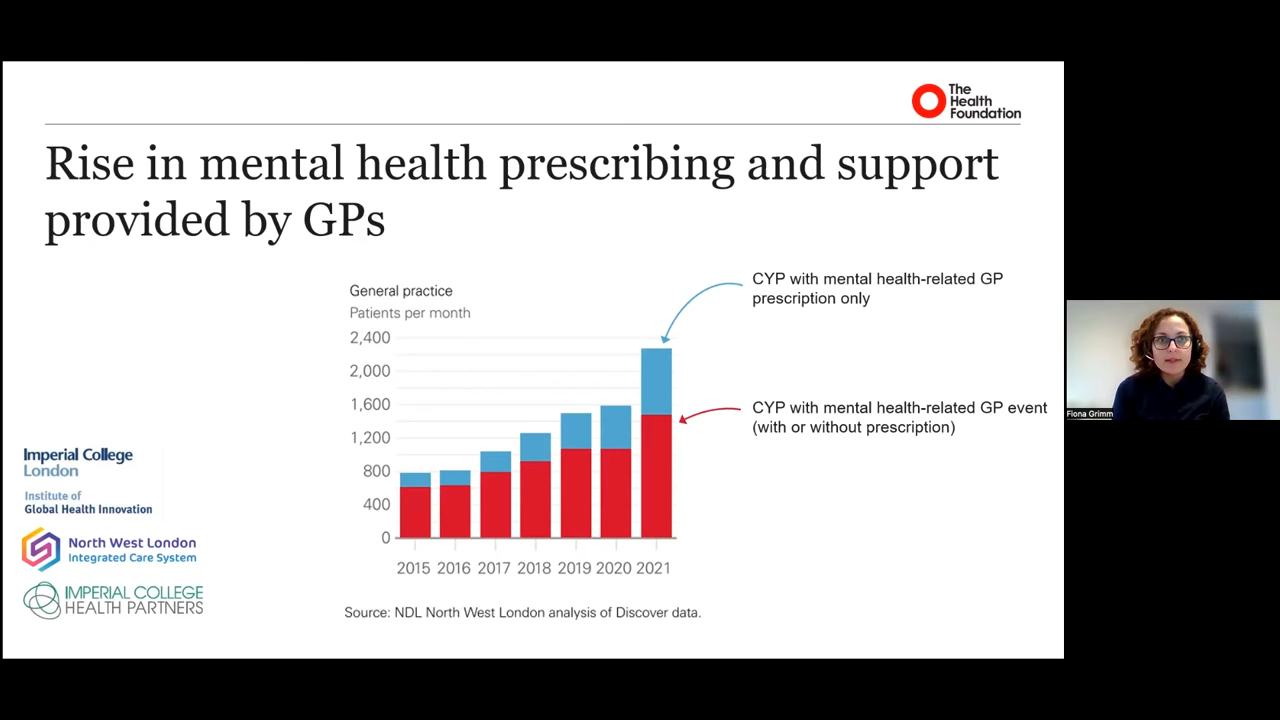 The
Health
Foundation
Rise in mental health prescribing and support
provided by GPs
General practice
Patients per month
2,400
2,000
1,600
1,200
800
400
0
2015 2016 2017 2018 2019 2020 2021
CYP with mental health-related GP
prescription only
CYP with mental health-related GP event
(with or without prescription)
Source: NDL North West London analysis of Discover data.
Imperial College
London
Institute of
Global Health Innovation
North West London
Integrated Care System
IMPERIAL COLLEGE
HEALTH PARTNERS
Fiona Grimm